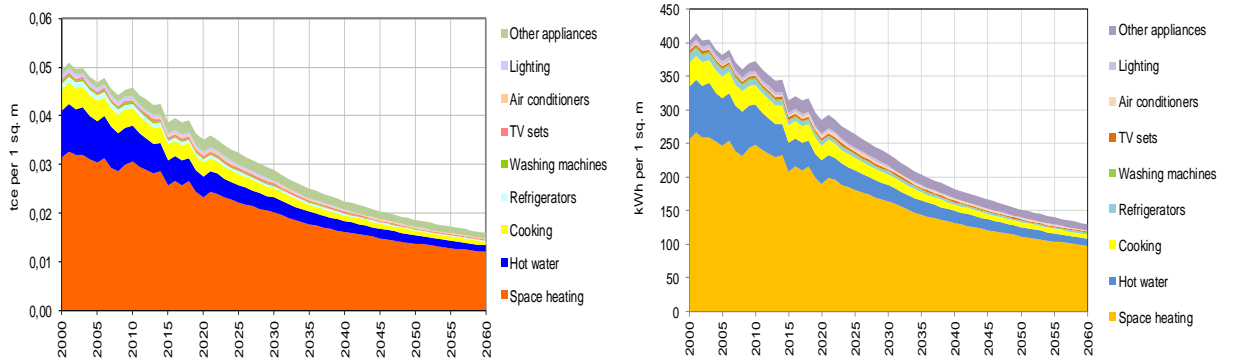 tce per 1 sq. m
0,06
0,05
0,04
0,03
0,02
0,01
0,00
2000
2005
2010
2015
2020
2025
2030
2035
2040
2045
2050
2055
2060
Other appliances
Lighting
Air conditioners
TV sets
Washing machines
Refrigerators
Cooking
Hot water
Space heating
kWh per 1 sq. m
450
400
350
300
250
200
150
100
50
0
2000
2005
2010
2015
2020
2025
2030
2035
2040
2045
2050
2055
2060
Other appliances
Lighting
Air conditioners
TV sets
Washing machines
Refrigerators
Cooking
Hot water
Space heating